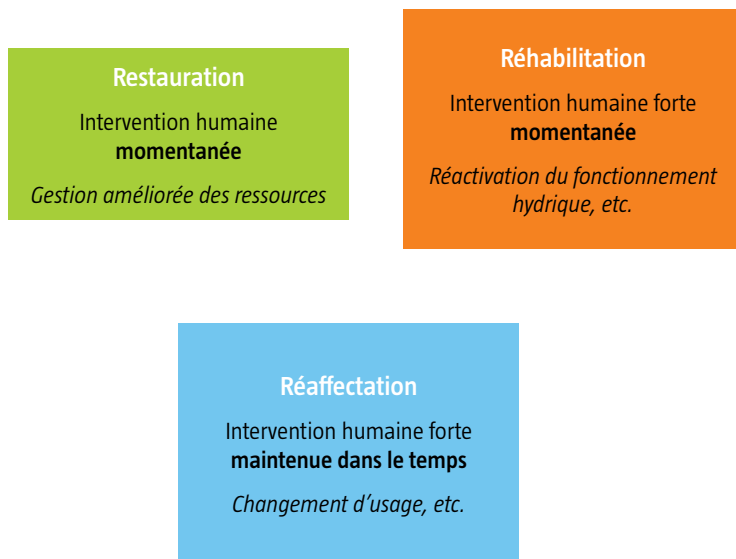 Restauration
Intervention humaine
momentanée
Gestion améliorée des ressources
Réhabilitation
Intervention humaine forte
momentanée
Réactivation du fonctionnement
hydrique, etc.
Réaffectation
Intervention humaine forte
maintenue dans le temps
Changement d’usage, etc.